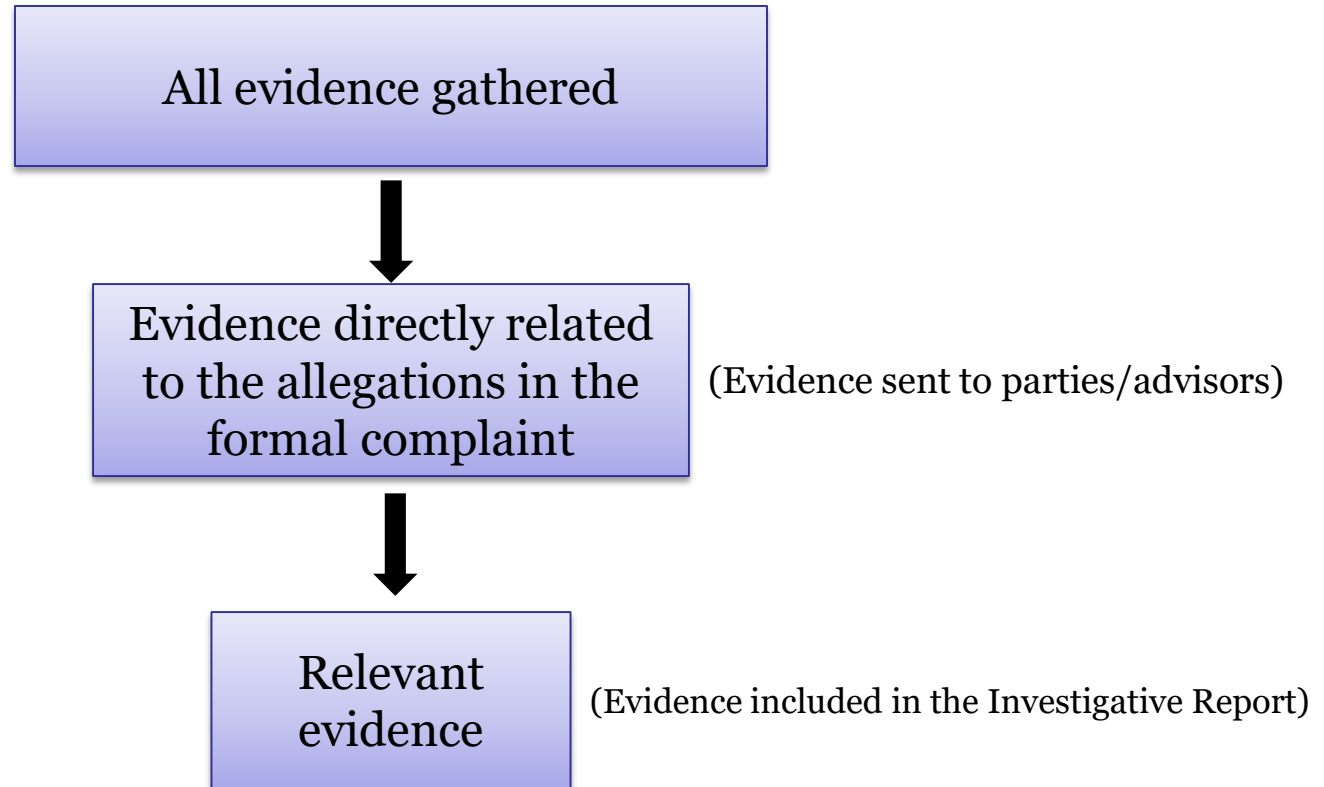 All evidence gathered
Evidence directly related
to the allegations in the
formal complaint
(Evidence sent to parties/advisors)
Relevant
evidence
(Evidence included in the Investigative Report)